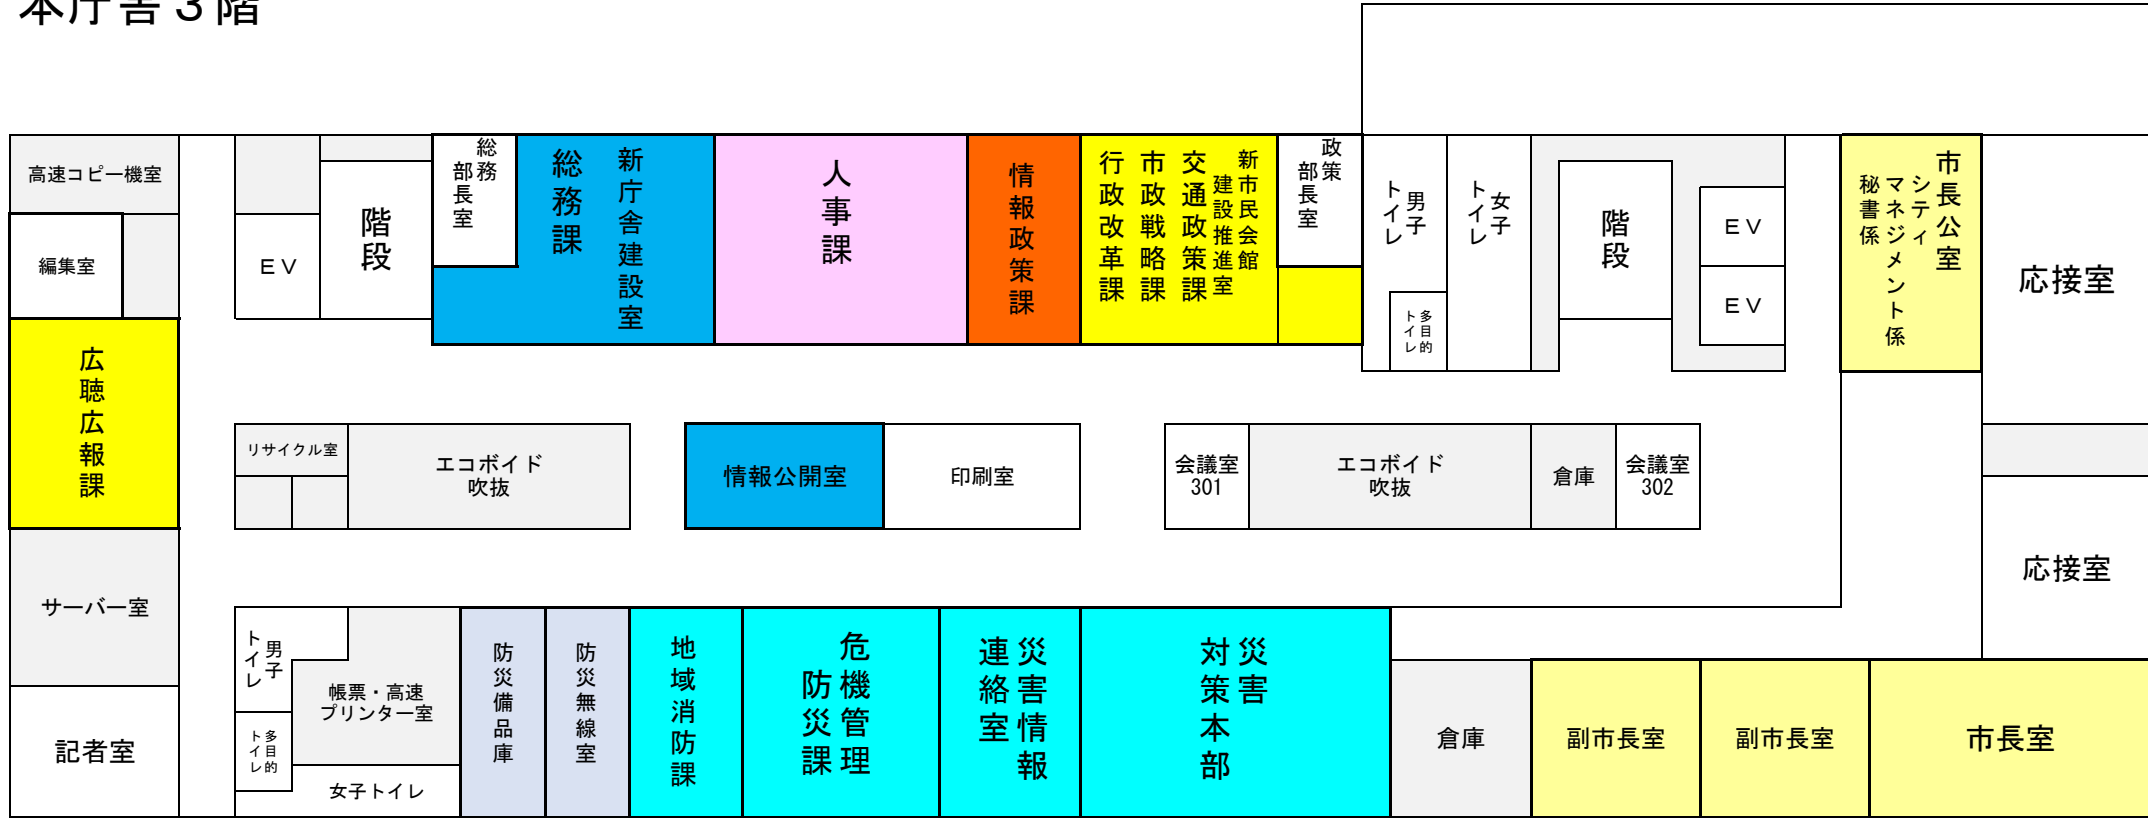 本庁舎３階
高速コピー機室
編集室
広聴広報課
サーバー室
記者室
ＥＶ
階段
総務
部長室
総務課
新庁舎建設室
人事課
情報政策課
行政改革課
市政戦略課
交通政策課
新市民会館
建設推進室
政策
部長室
男子
トイレ
多目的
トイレ
女子
トイレ
階段
ＥＶ
ＥＶ
市長公室
シティ
マネジメント係
秘書係
応接室
リサイクル室
エコボイド
吹抜
情報公開室
印刷室
会議室
301
エコボイド
吹抜
倉庫
会議室
302
応接室
男子
トイレ
多目的
トイレ
帳票・高速
プリンター室
女子トイレ
防災備品庫
防災無線室
地域消防課
危機管理
防災課
災害情報
連絡室
災害
対策本部
倉庫
副市長室
副市長室
市長室